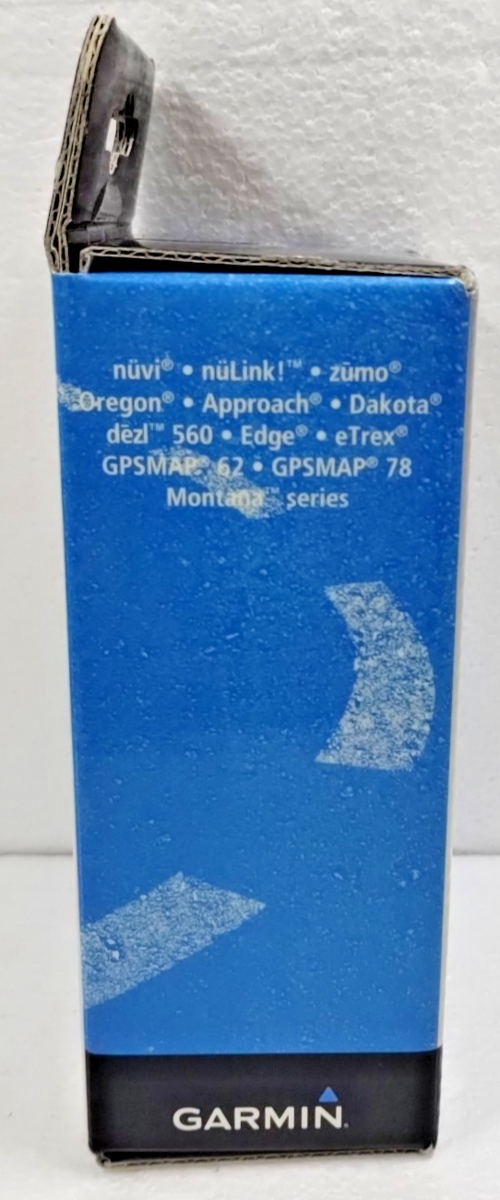 nüvi® • nüLink!™ • zūmo®
Oregon® • Approach® • Dakota®
dēzl™ 560 • Edge® • eTrex®
GPSMAP® 62 • GPSMAP® 78
Montana™ series
GARMIN.